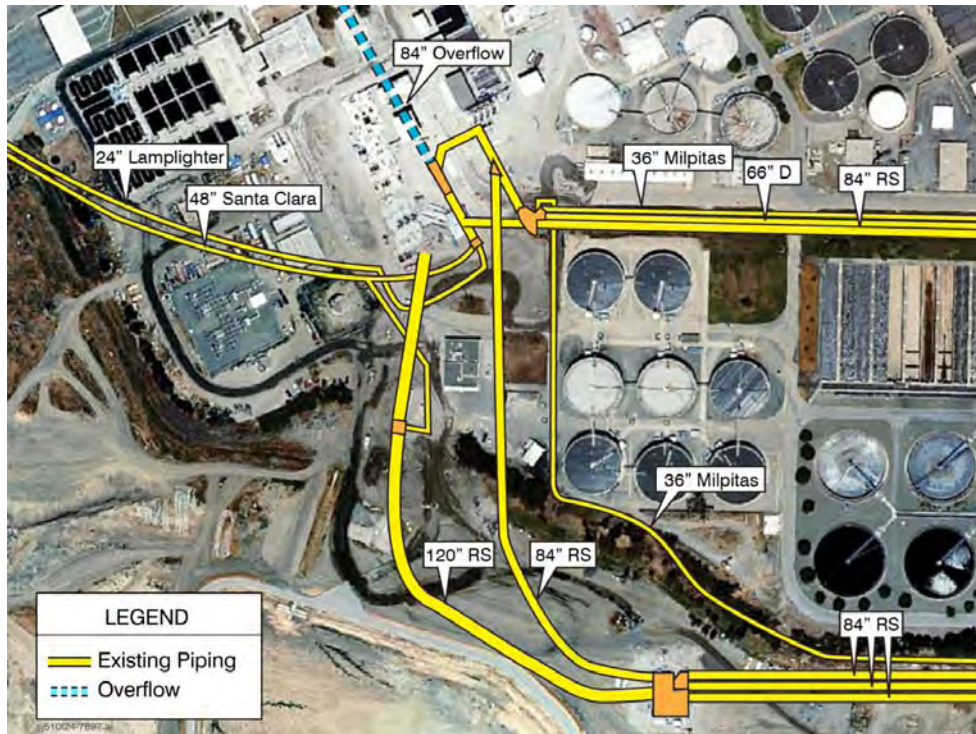 84” Overflow
24” Lamplighter
36” Milpitas
66” D
84” RS
48” Santa Clara
36” Milpitas
120” RS
84” RS
84” RS
LEGEND
Existing Piping
Overflow